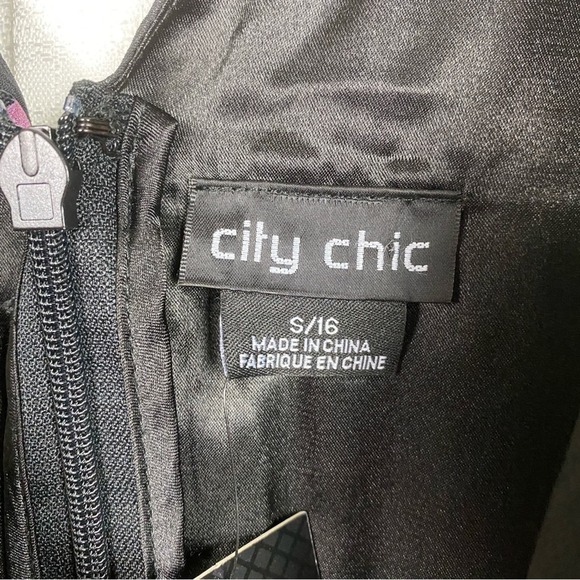 city chic
S/16
MADE IN CHINA
FABRIQUE EN CHINE